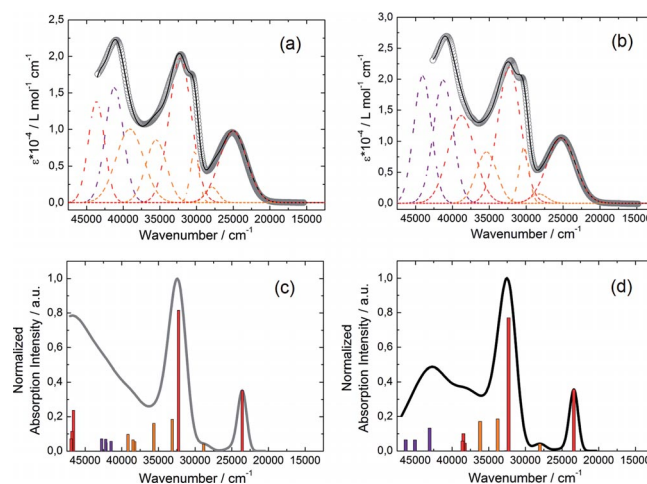 (a)
ε*10⁻⁴ / L mol⁻¹ cm⁻¹
2,5
2,0
1,5
1,0
0,5
0,0
45000 40000 35000 30000 25000 20000 15000
Wavenumber / cm⁻¹
(b)
ε*10⁻⁴ / L mol⁻¹ cm⁻¹
3,0
2,5
2,0
1,5
1,0
0,5
0,0
45000 40000 35000 30000 25000 20000 15000
Wavenumber / cm⁻¹
(c)
Normalized
Absorption Intensity / a.u.
1,0
0,8
0,6
0,4
0,2
0,0
45000 40000 35000 30000 25000 20000 15000
Wavenumber / cm⁻¹
(d)
Normalized
Absorption Intensity / a.u.
1,0
0,8
0,6
0,4
0,2
0,0
45000 40000 35000 30000 25000 20000 15000
Wavenumber / cm⁻¹